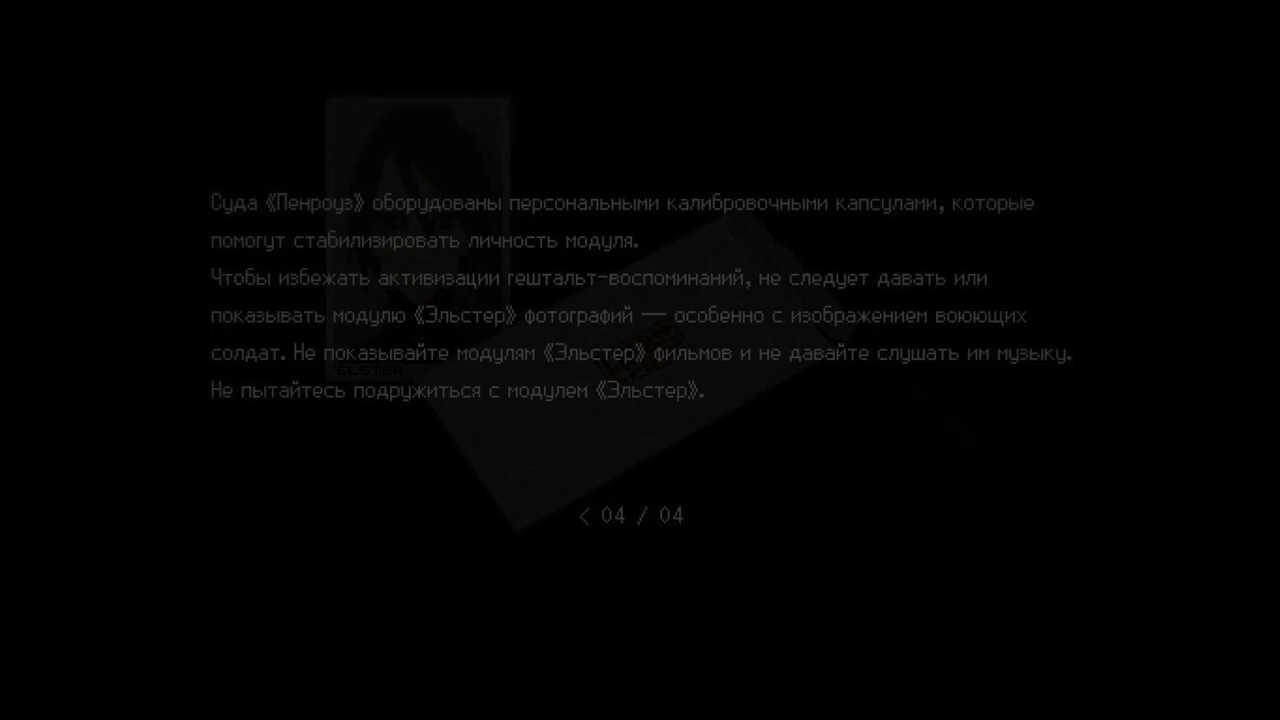 Суда 《Пенроуз》 оборудованы персональными калибровочными капсулами, которые
помогут стабилизировать личность модуля.
Чтобы избежать активизации гештальт-воспоминаний, не следует давать или
показывать модулю 《Эльстер》 фотографий — особенно с изображением воюющих
солдат. Не показывайте модулям 《Эльстер》 фильмов и не давайте слушать им музыку.
"ELSTER"
Не пытайтесь подружиться с модулем 《Эльстер》.
< 04 / 04